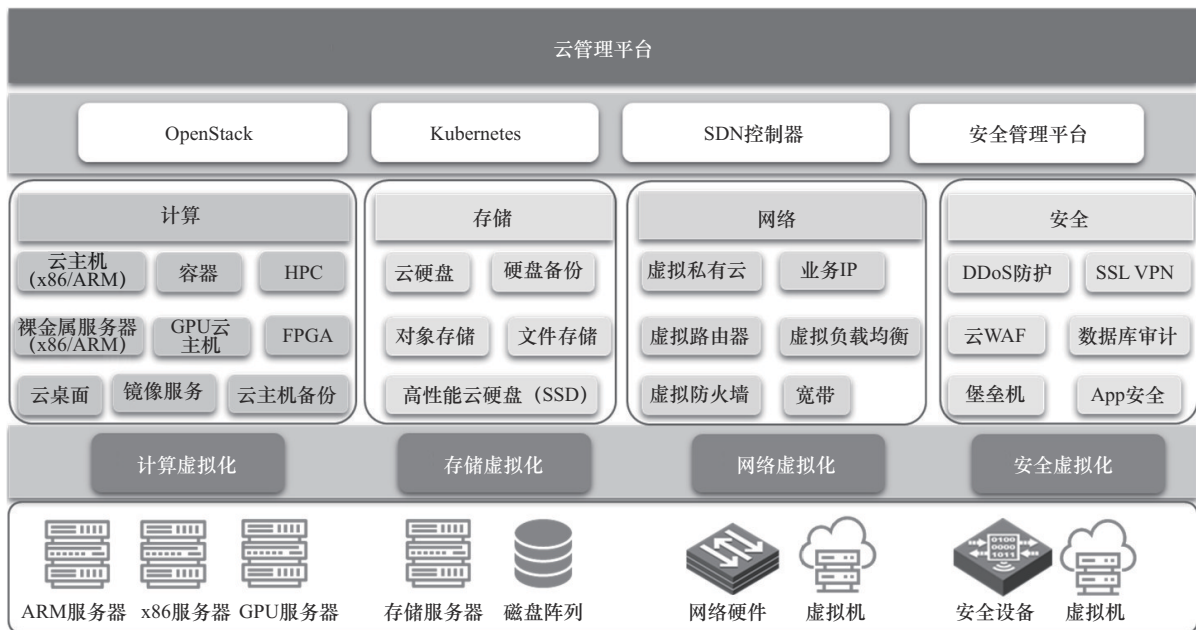 云管理平台
OpenStack
Kubernetes
SDN控制器
安全管理平台
计算
云主机
(x86/ARM)
容器
HPC
裸金属服务器
(x86/ARM)
GPU云
主机
FPGA
云桌面
镜像服务
云主机备份
存储
云硬盘
硬盘备份
对象存储
文件存储
高性能云硬盘（SSD）
网络
虚拟私有云
业务IP
虚拟路由器
虚拟负载均衡
虚拟防火墙
宽带
安全
DDoS防护
SSL VPN
云WAF
数据库审计
堡垒机
App安全
计算虚拟化
存储虚拟化
网络虚拟化
安全虚拟化
0100
0000
1011
ARM服务器
x86服务器
GPU服务器
存储服务器
磁盘阵列
网络硬件
虚拟机
安全设备
虚拟机